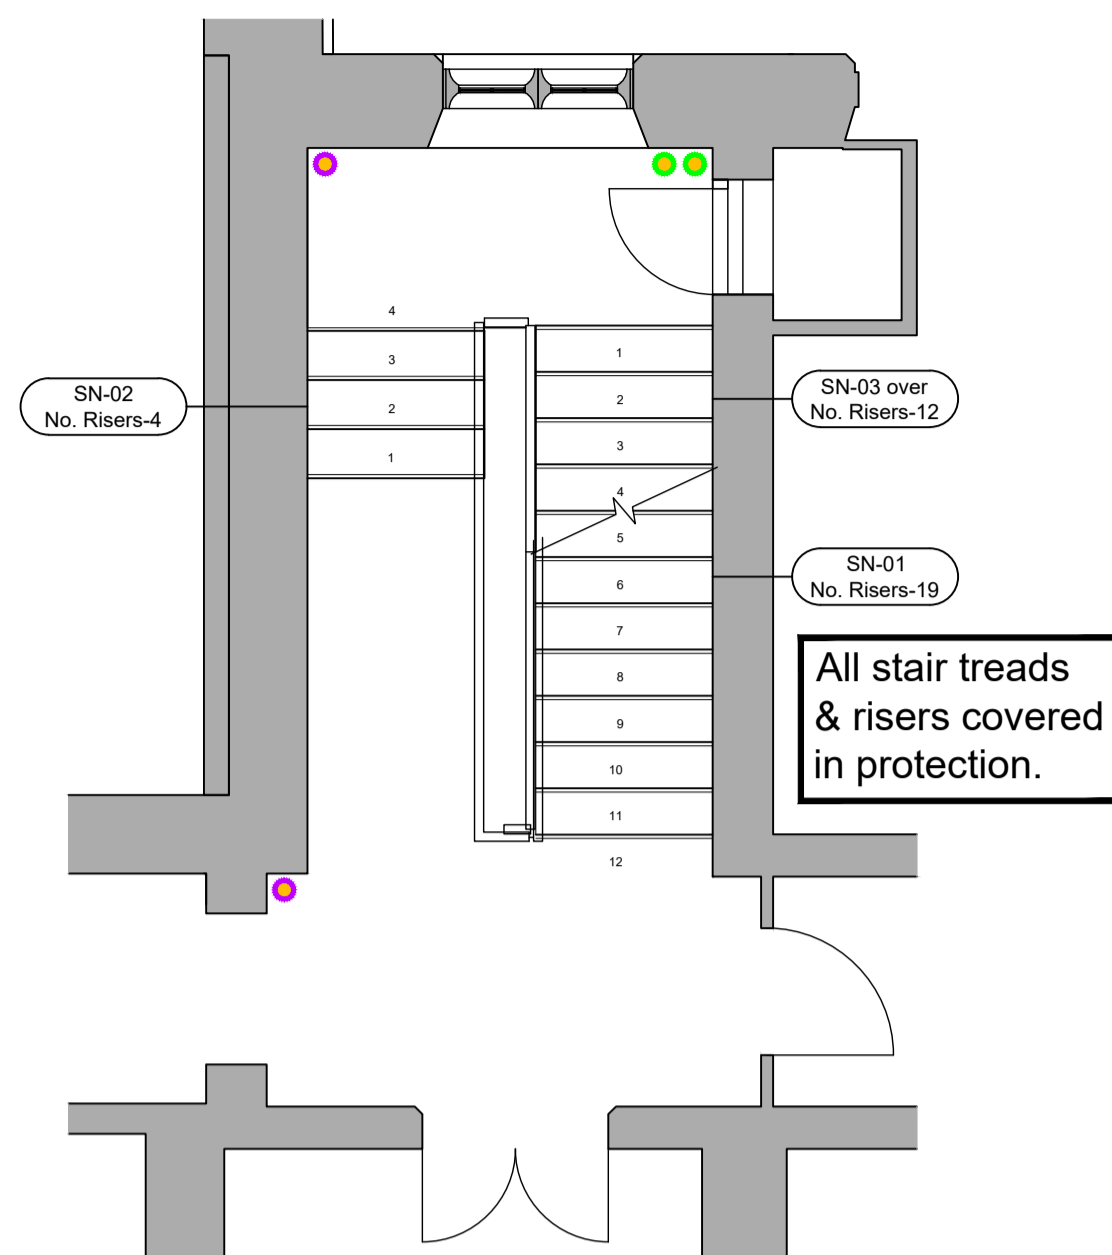 4
3
2
1
SN-02
No. Risers-4
1
2
3
4
5
6
7
8
9
10
11
12
SN-03 over
No. Risers-12
SN-01
No. Risers-19
All stair treads
& risers covered
in protection.